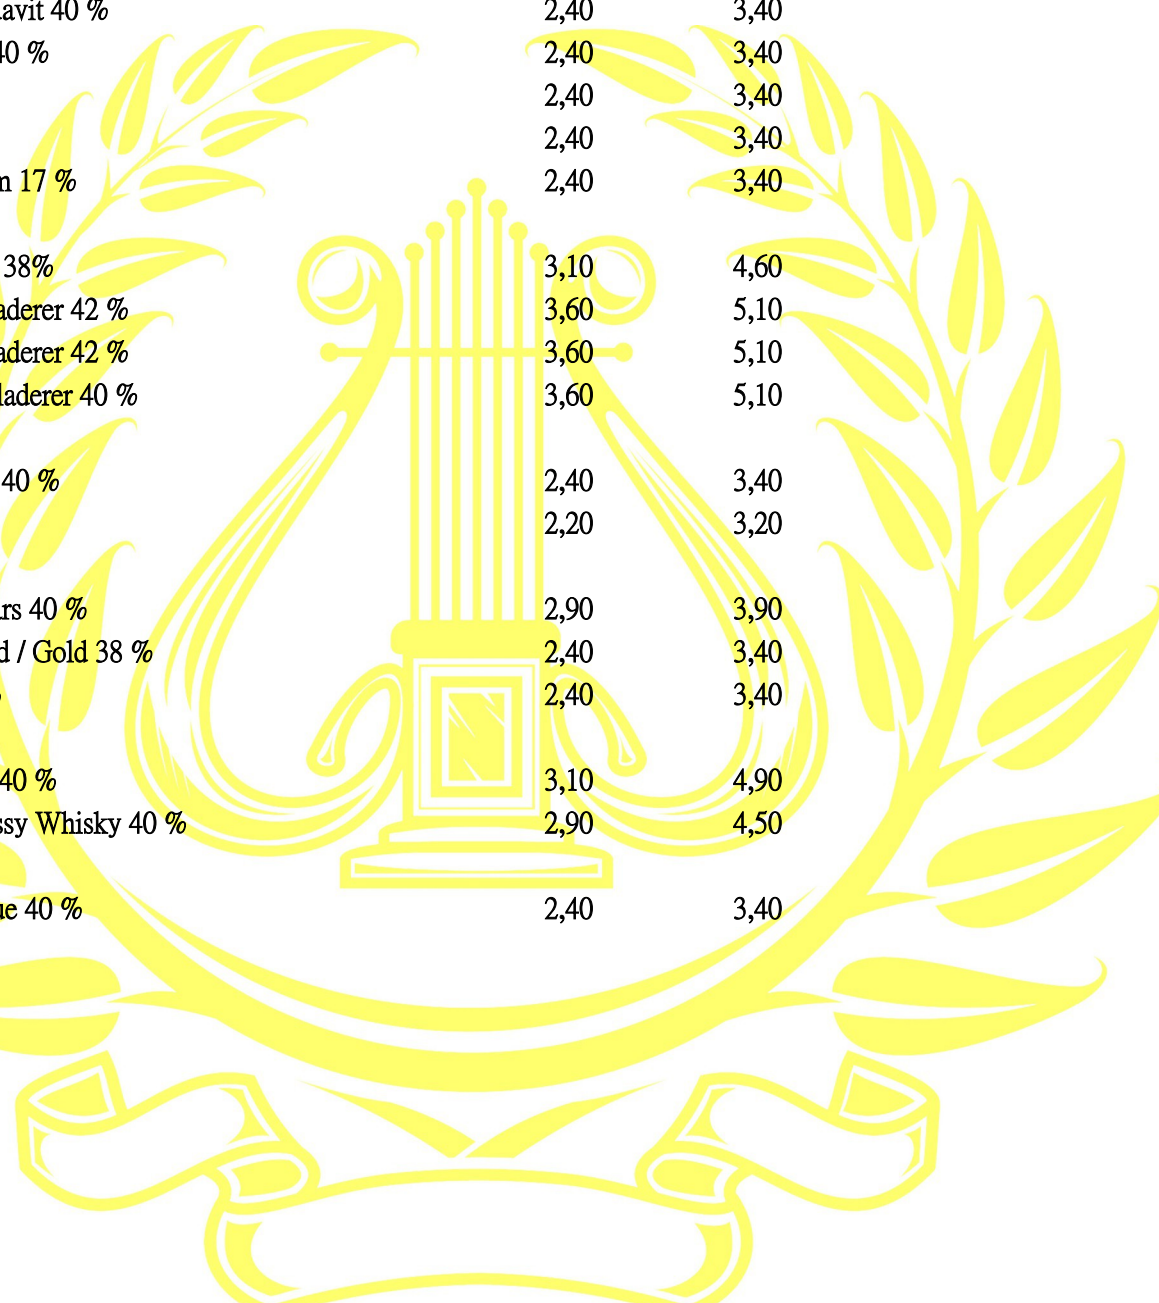 avit 40 % 2,40 3,40
40 % 2,40 3,40
2,40 3,40
2,40 3,40
n 17 % 2,40 3,40
38% 3,10 4,60
aderer 42 % 3,60 5,10
aderer 42 % 3,60 5,10
laderer 40 % 3,60 5,10
40 % 2,40 3,40
2,20 3,20
rs 40 % 2,90 3,90
d / Gold 38 % 2,40 3,40
2,40 3,40
40 % 3,10 4,90
ssy Whisky 40 % 2,90 4,50
ue 40 % 2,40 3,40